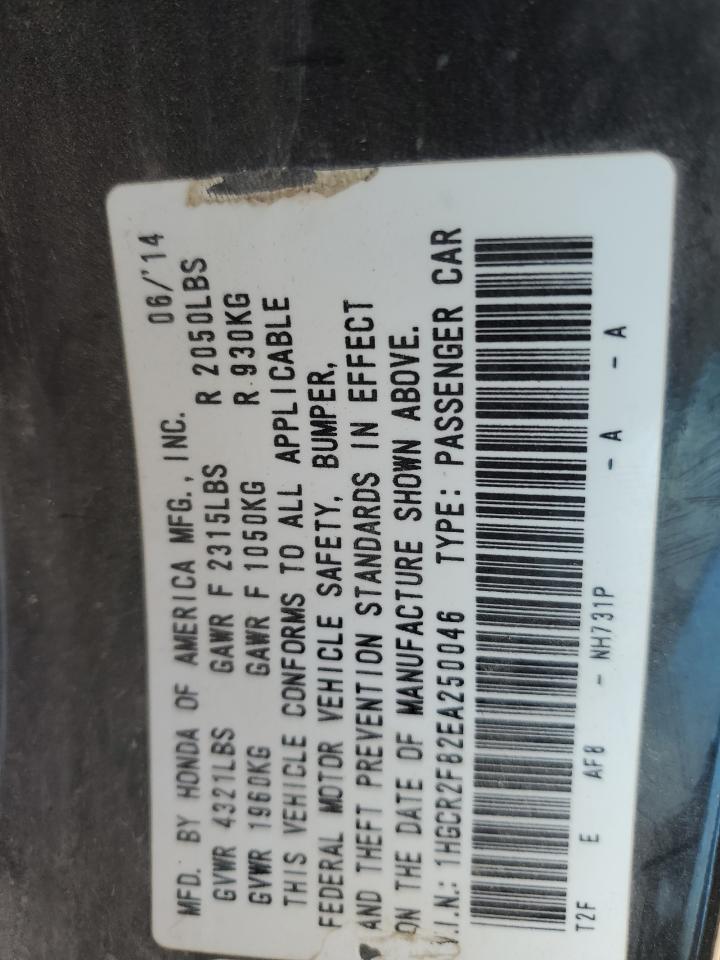 MFD. BY HONDA OF AMERICA MFG., INC. 06/'14
GVWR 4321LBS GAWR F 2315LBS R 2050LBS
GVWR 1960KG GAWR F 1050KG R 930KG
THIS VEHICLE CONFORMS TO ALL APPLICABLE
FEDERAL MOTOR VEHICLE SAFETY, BUMPER,
AND THEFT PREVENTION STANDARDS IN EFFECT
ON THE DATE OF MANUFACTURE SHOWN ABOVE.
V.I.N.: 1HGCR2F82EA250046 TYPE: PASSENGER CAR
T2F E AF8 - NH731P - A - A